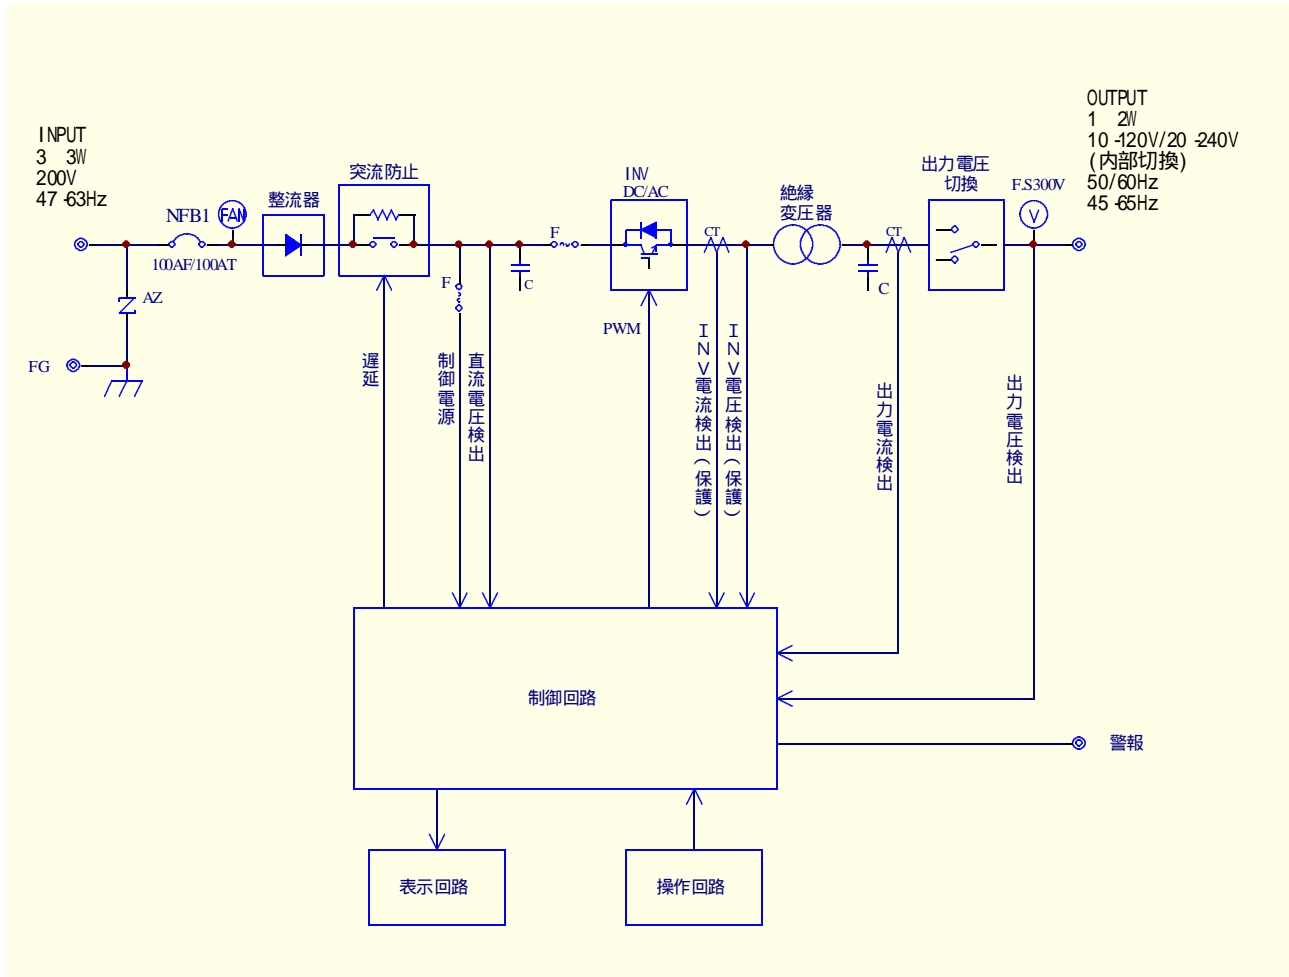 INPUT
3 3W
200V
47-63Hz
NFB1
FAN
100AF/100AT
AZ
FG
整流器
突流防止
F
C
F
INV
DC/AC
CT
絶縁
変圧器
C
CT
出力電圧
切換
F.S300V
V
OUTPUT
1 2W
10-120V/20-240V
(内部切換)
50/60Hz
45-65Hz
遅延
制御電源
直流電圧検出
PWM
INV電流検出(保護)
INV電圧検出(保護)
出力電流検出
出力電圧検出
制御回路
警報
表示回路
操作回路